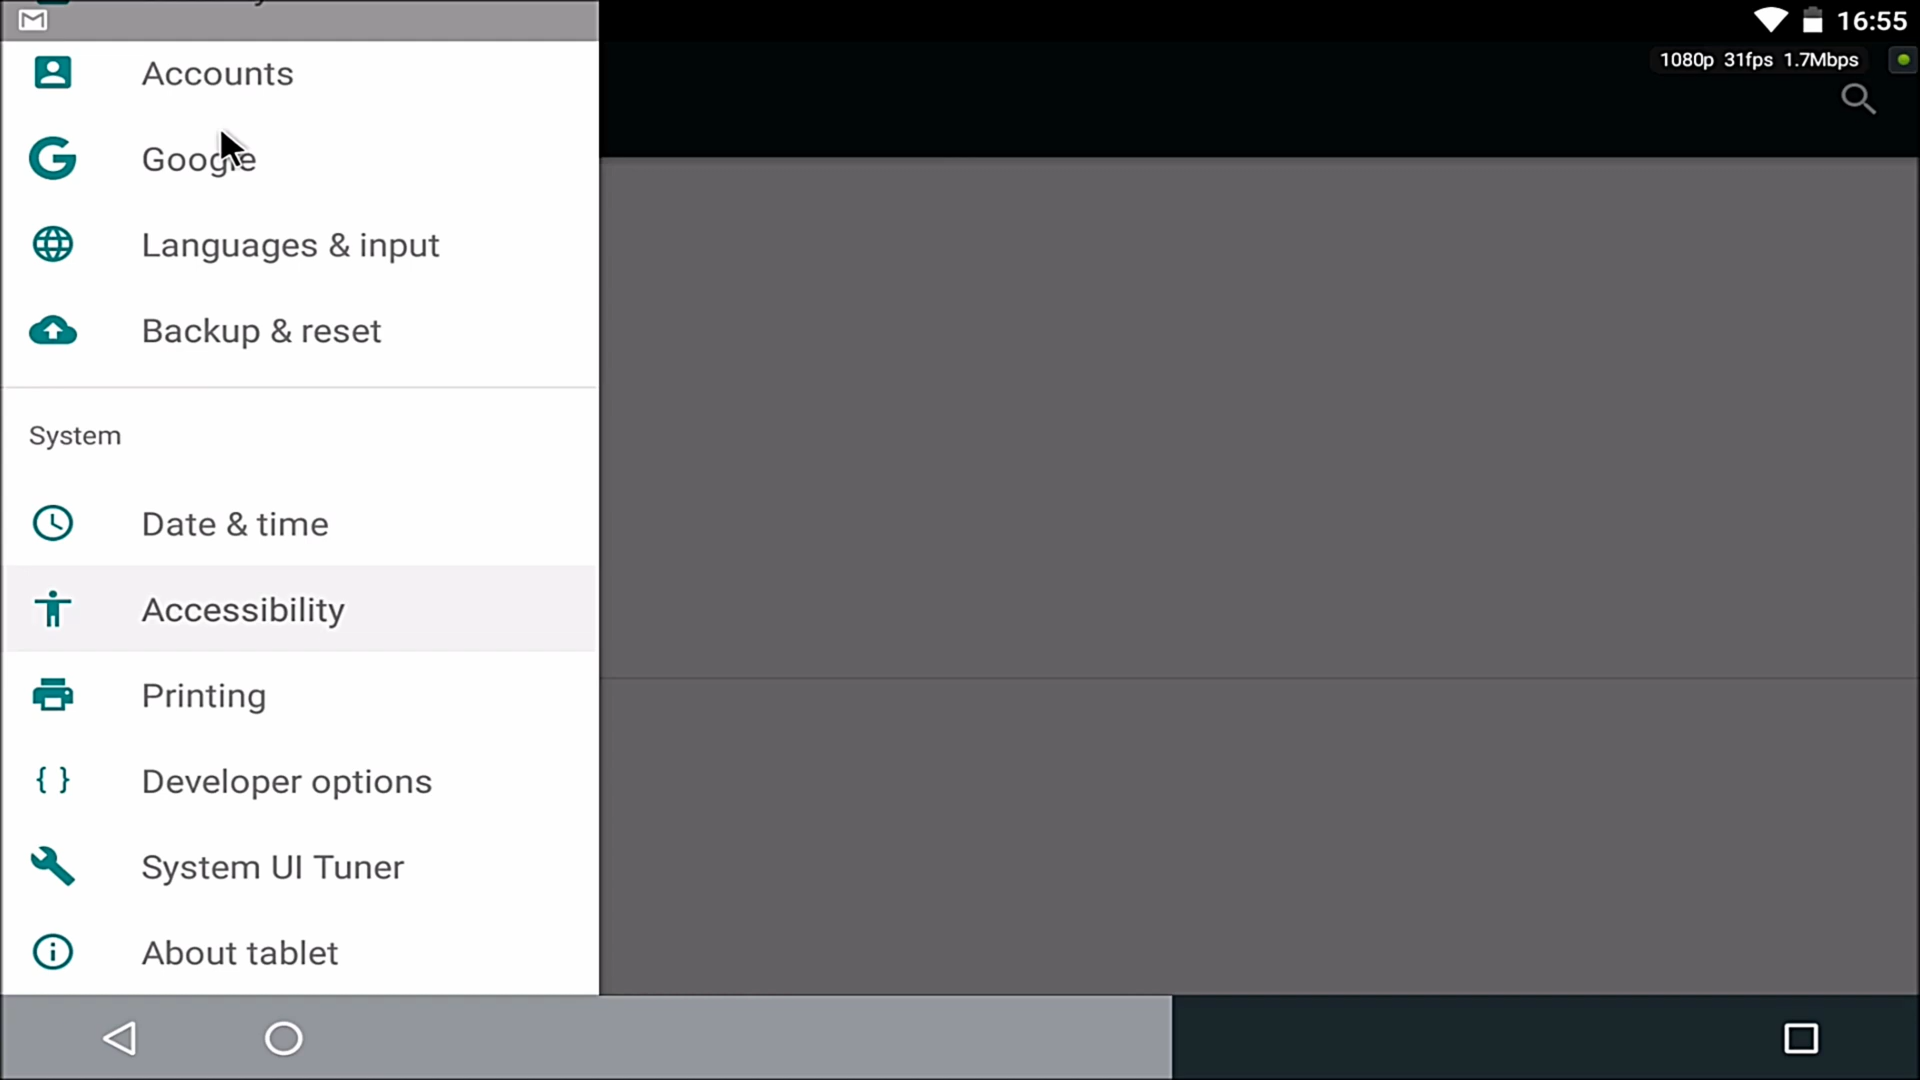 16:55
1080p 31fps 1.7Mbps
Accounts
Google
Languages & input
Backup & reset
System
Date & time
Accessibility
Printing
Developer options
System UI Tuner
About tablet